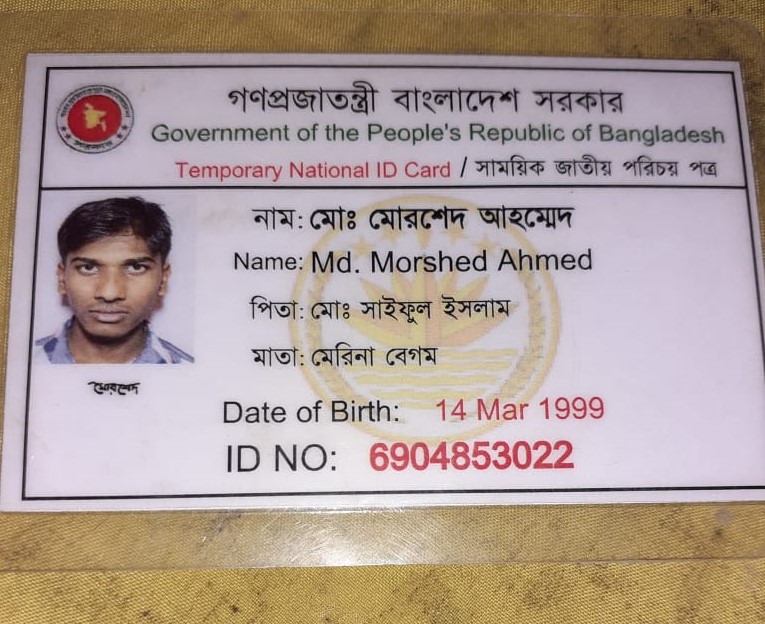 গণপ্রজাতন্ত্রী বাংলাদেশ সরকার
Government of the People's Republic of Bangladesh
Temporary National ID Card / সাময়িক জাতীয় পরিচয় পত্র
নাম: মোঃ মোরশেদ আহম্মেদ
Name: Md. Morshed Ahmed
পিতা: মোঃ সাইফুল ইসলাম
মাতা: মেরিনা বেগম
মোরশেদ
Date of Birth: 14 Mar 1999
ID NO: 6904853022